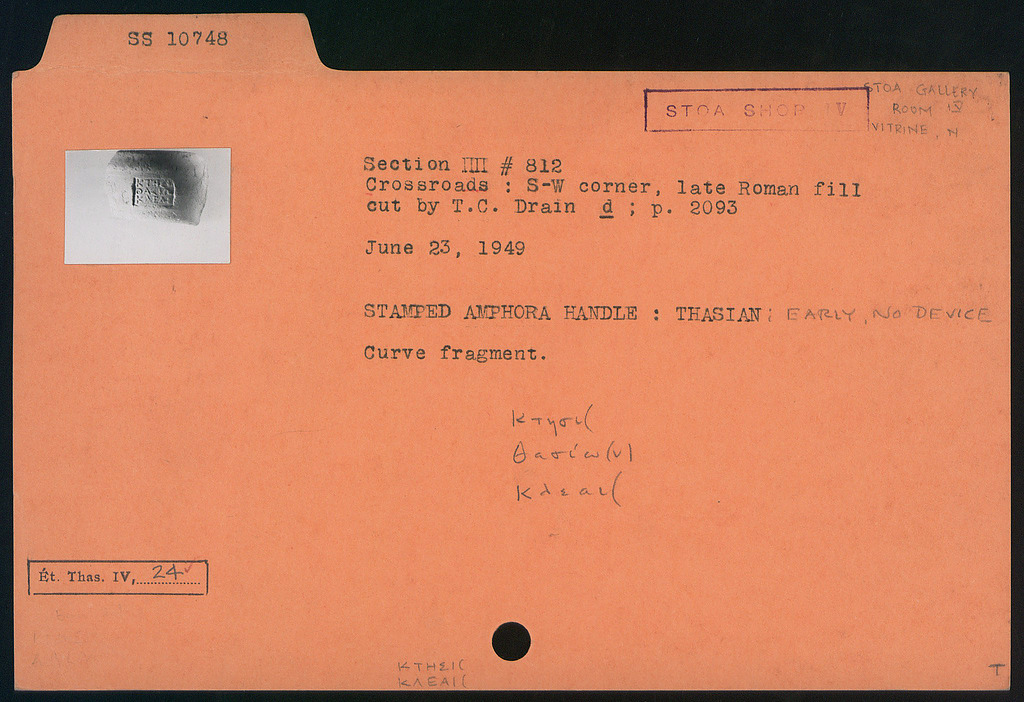 SS 10748
STOA SHOP IV
STOA GALLERY
ROOM
VITRINE, N
Section IIII # 812
Crossroads : S-W corner, late Roman fill
cut by T.C. Drain d ; p. 2093
June 23, 1949
STAMPED AMPHORA HANDLE : THASIAN; EARLY, NO DEVICE
Curve fragment.
Κτησι(
Θασίω(ν)
Κλεαι(
Ét. Thas. IV, 24
ΚΤΗΣΙ(
ΚΛΕΑΙ(
T